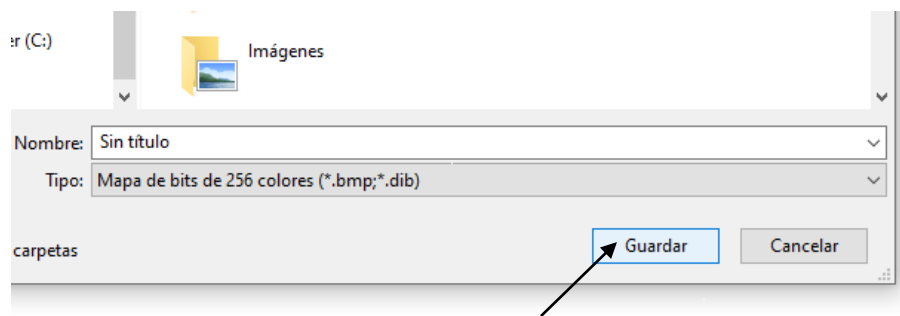 er (C:)
Imágenes
Nombre: Sin título
Tipo: Mapa de bits de 256 colores (*.bmp;*.dib)
carpetas
Guardar
Cancelar